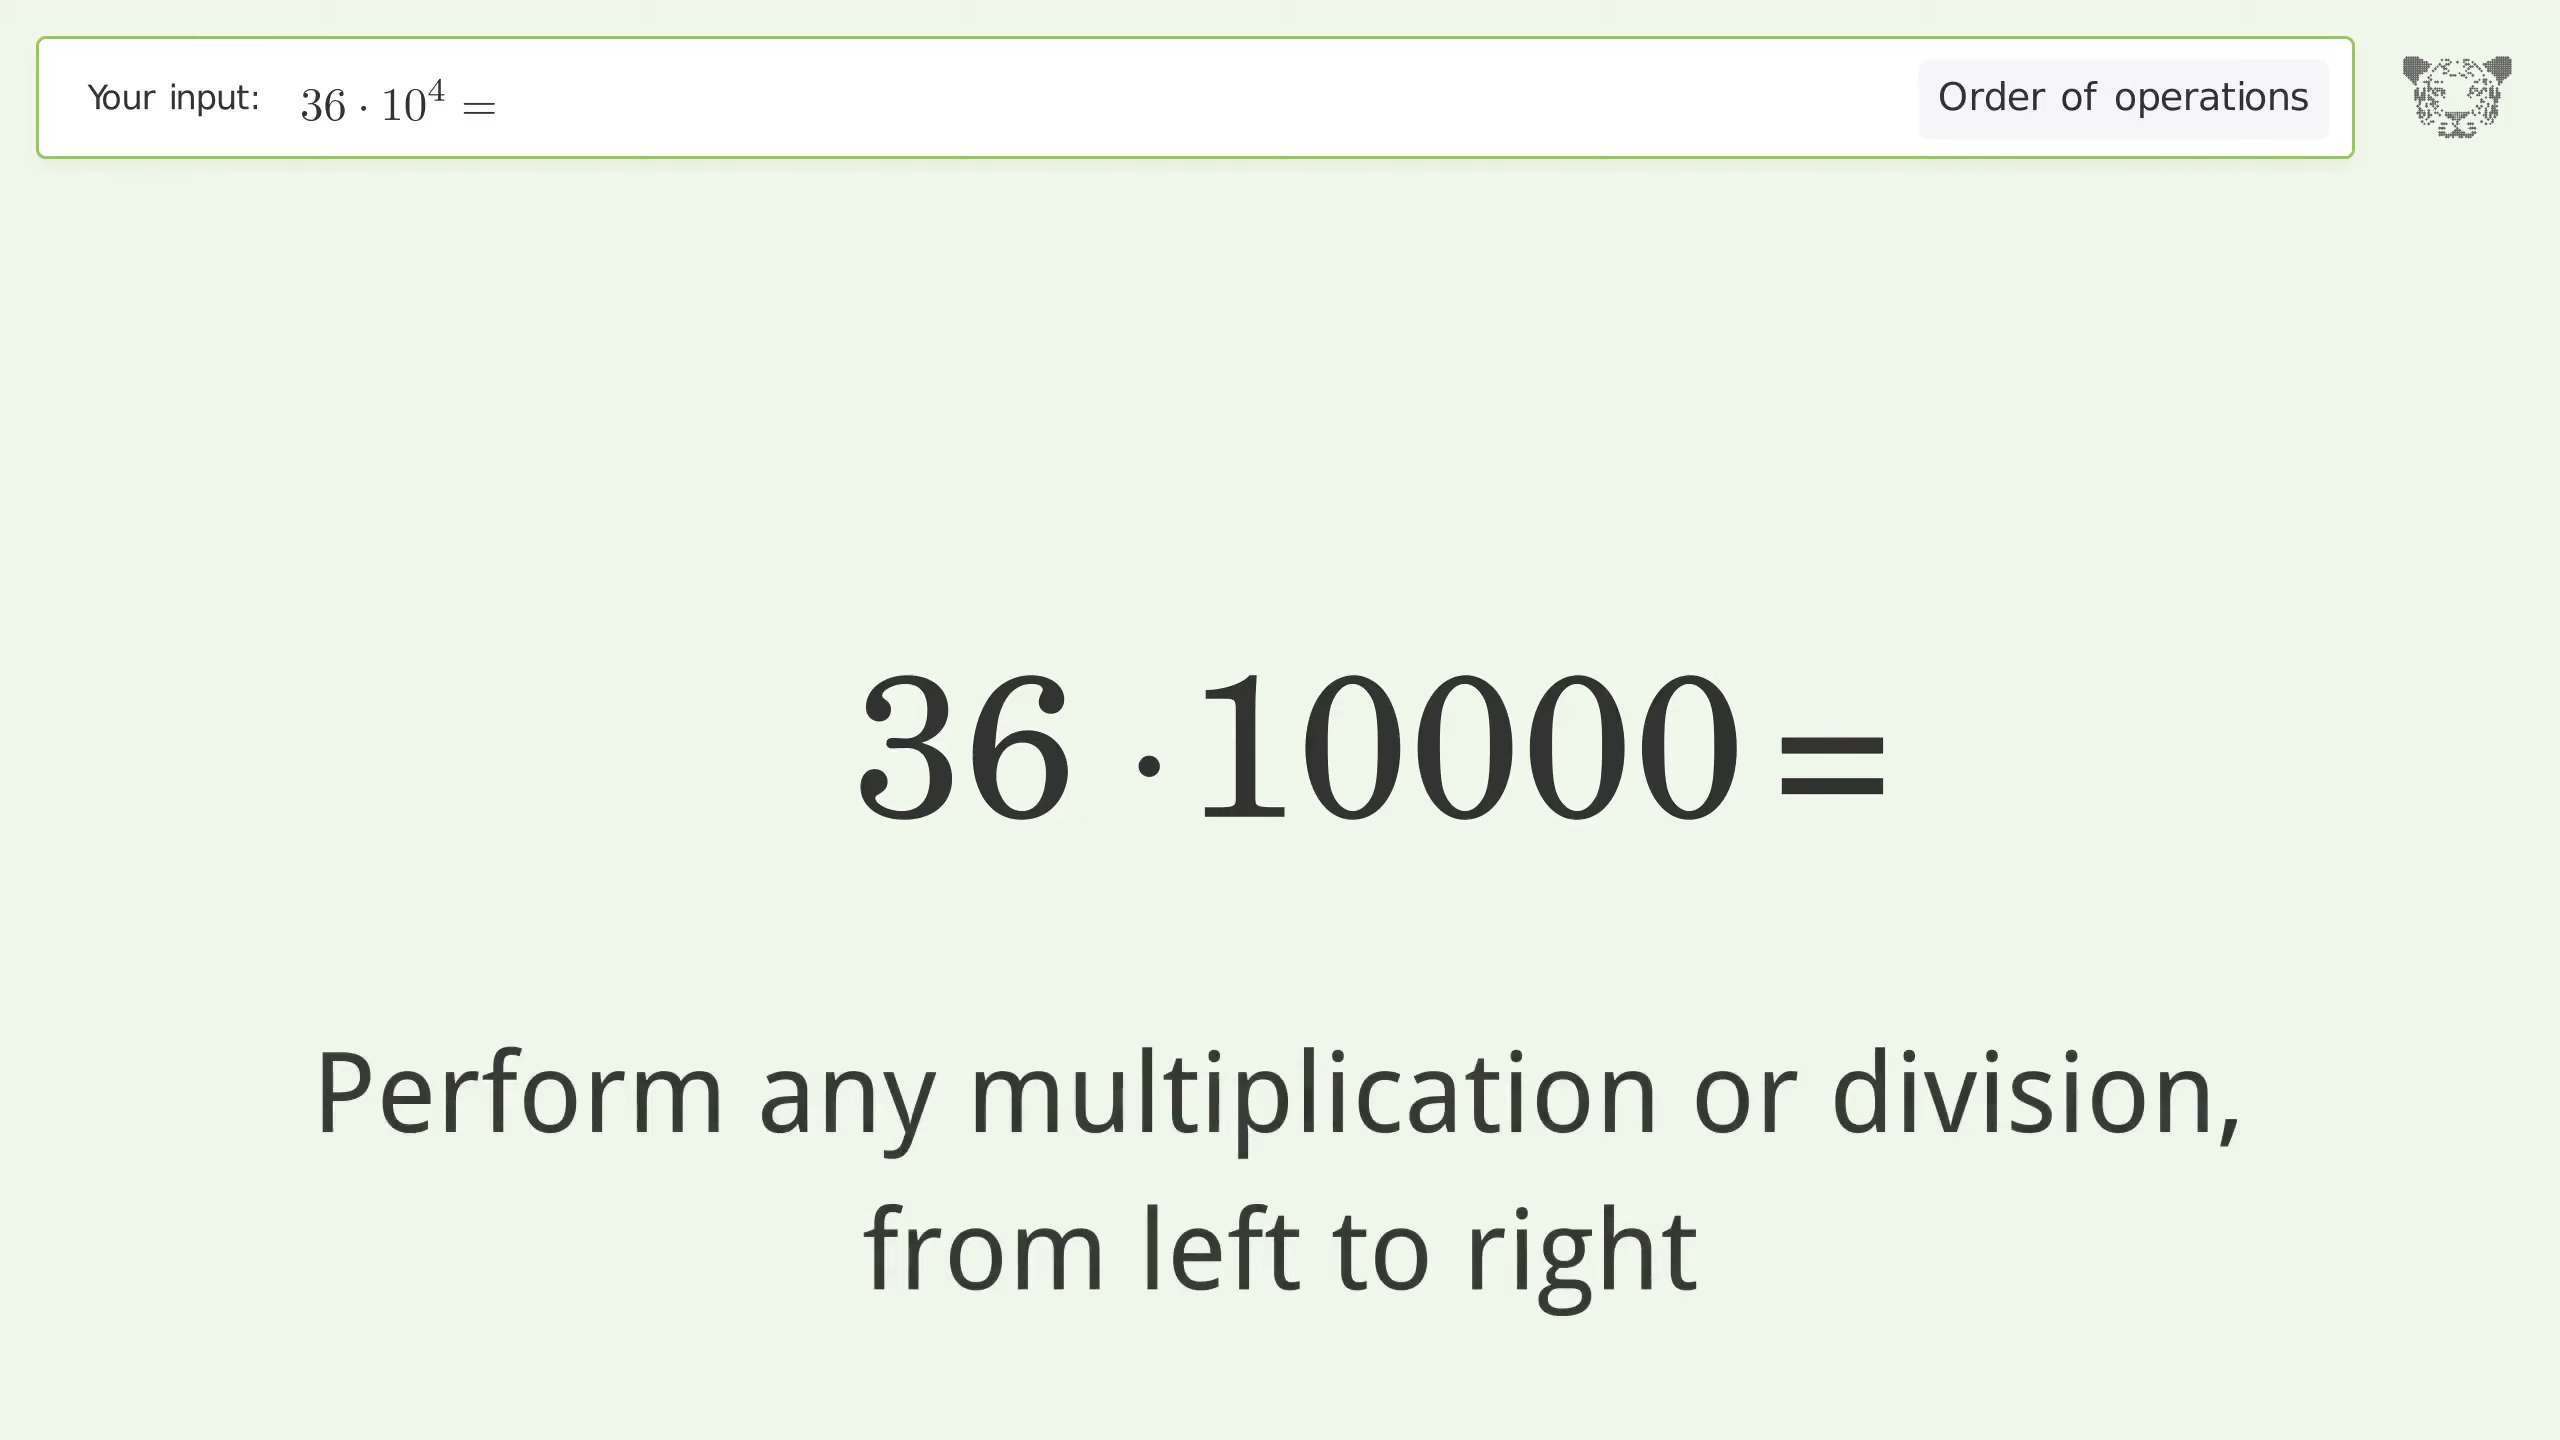 Your input: 36 · 10⁴ =
Order of operations
36 · 10000 =
Perform any multiplication or division,
from left to right